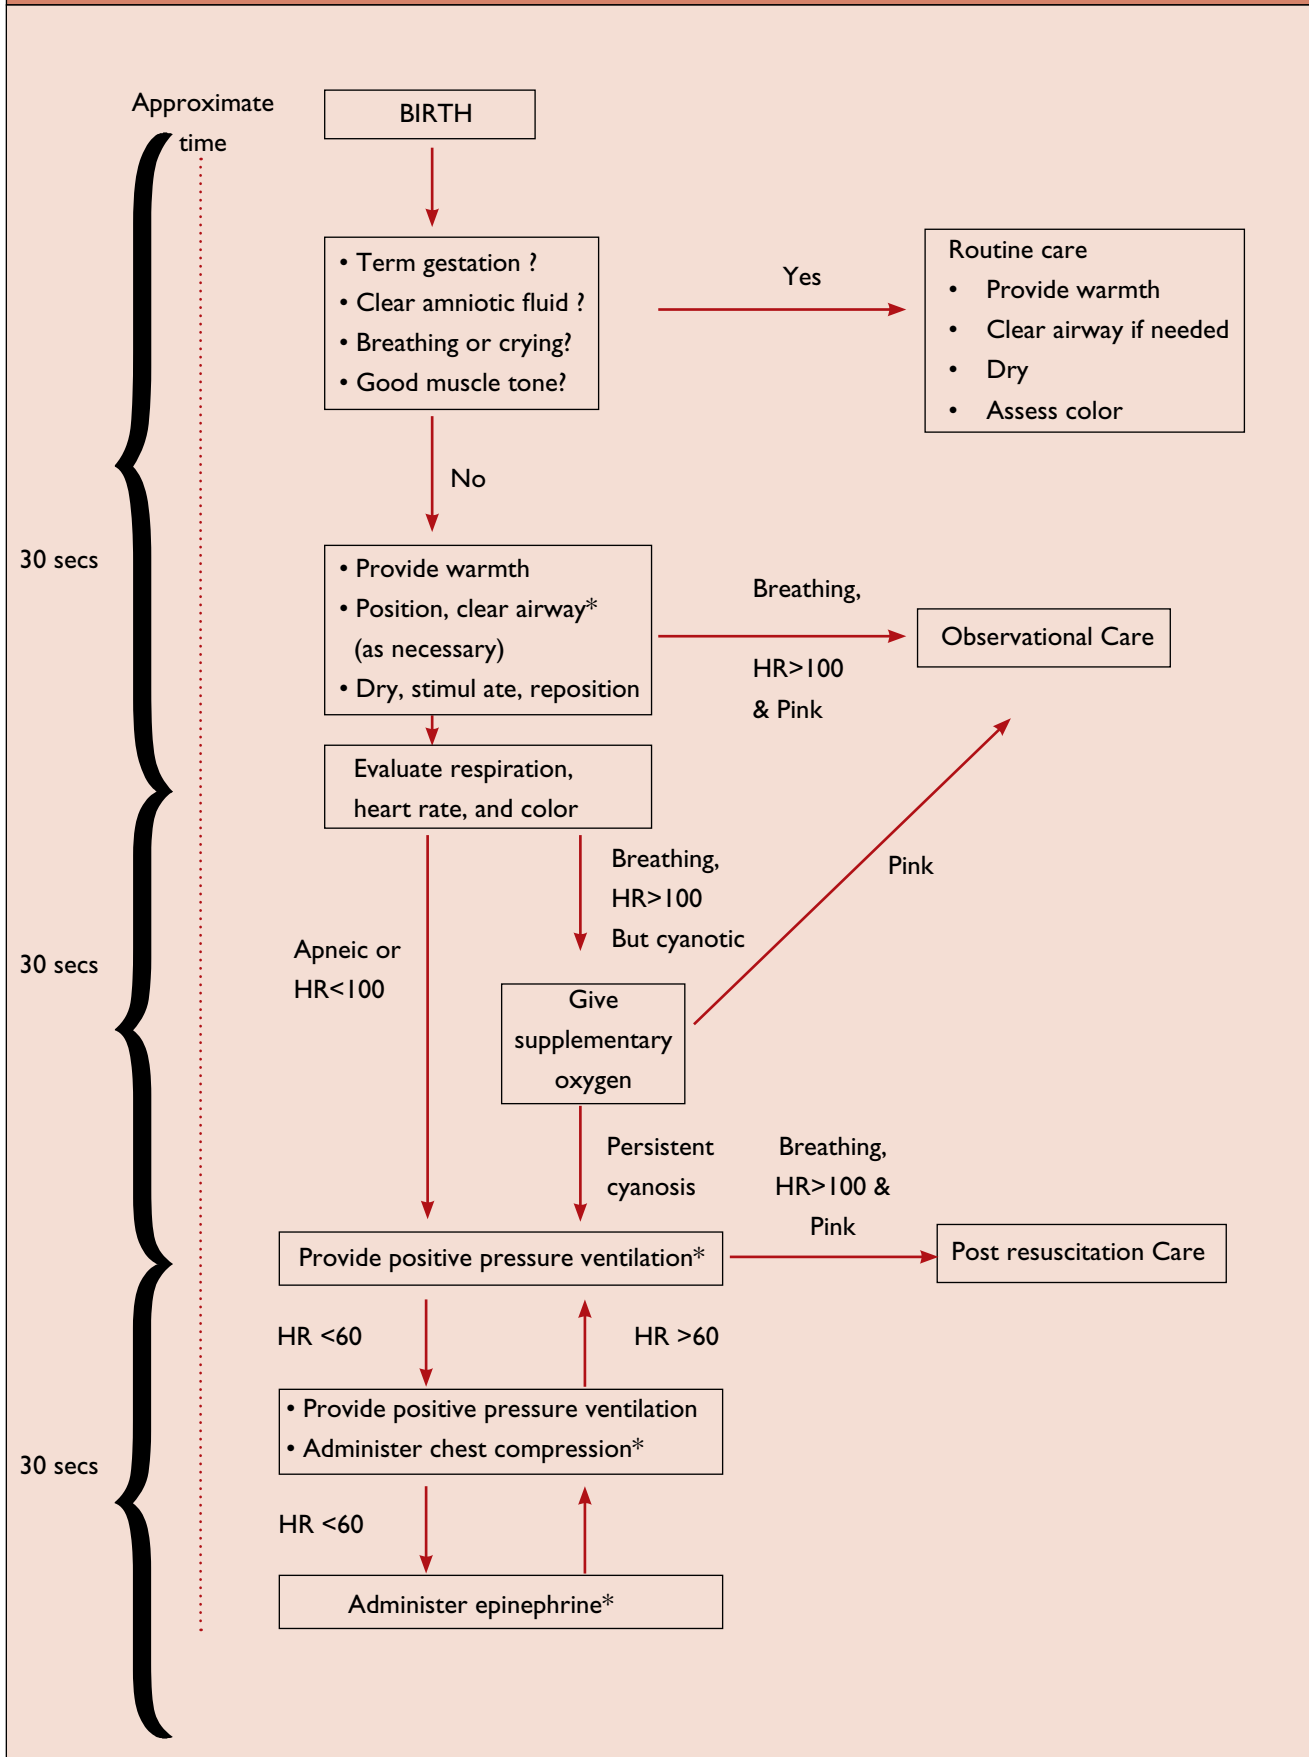 Approximate
time
BIRTH
• Term gestation ?
• Clear amniotic fluid ?
• Breathing or crying?
• Good muscle tone?
Yes
Routine care
• Provide warmth
• Clear airway if needed
• Dry
• Assess color
No
30 secs
• Provide warmth
• Position, clear airway*
(as necessary)
• Dry, stimul ate, reposition
Breathing,
HR>100
& Pink
Observational Care
Evaluate respiration,
heart rate, and color
Breathing,
HR>100
But cyanotic
Pink
Apneic or
HR<100
30 secs
Give
supplementary
oxygen
Persistent
cyanosis
Breathing,
HR>100 &
Pink
Provide positive pressure ventilation*
Post resuscitation Care
HR <60
HR >60
• Provide positive pressure ventilation
• Administer chest compression*
30 secs
HR <60
Administer epinephrine*